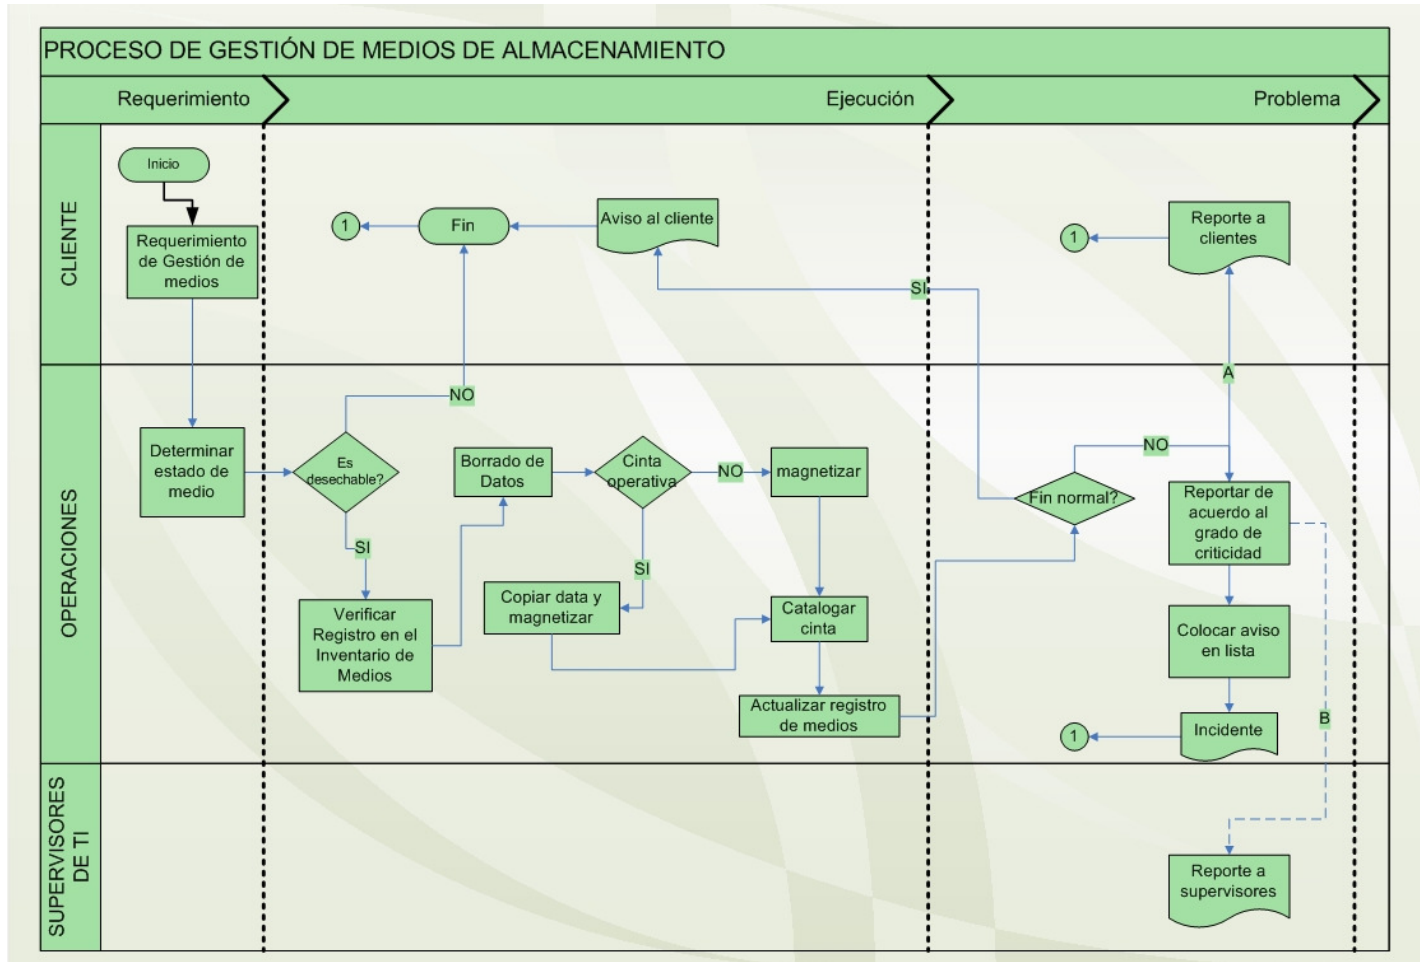 PROCESO DE GESTIÓN DE MEDIOS DE ALMACENAMIENTO
Requerimiento
Ejecución
Problema
CLIENTE
Inicio
Requerimiento
de Gestión de
medios
1
Fin
Aviso al cliente
1
Reporte a
clientes
SI
A
NO
OPERACIONES
Determinar
estado de
medio
Es
desechable?
SI
Verificar
Registro en el
Inventario de
Medios
Borrado de
Datos
Cinta
operativa
NO
magnetizar
SI
Copiar data y
magnetizar
Catalogar
cinta
Actualizar registro
de medios
Fin normal?
NO
Reportar de
acuerdo al
grado de
criticidad
Colocar aviso
en lista
B
1
Incidente
SUPERVISORES
DE TI
Reporte a
supervisores